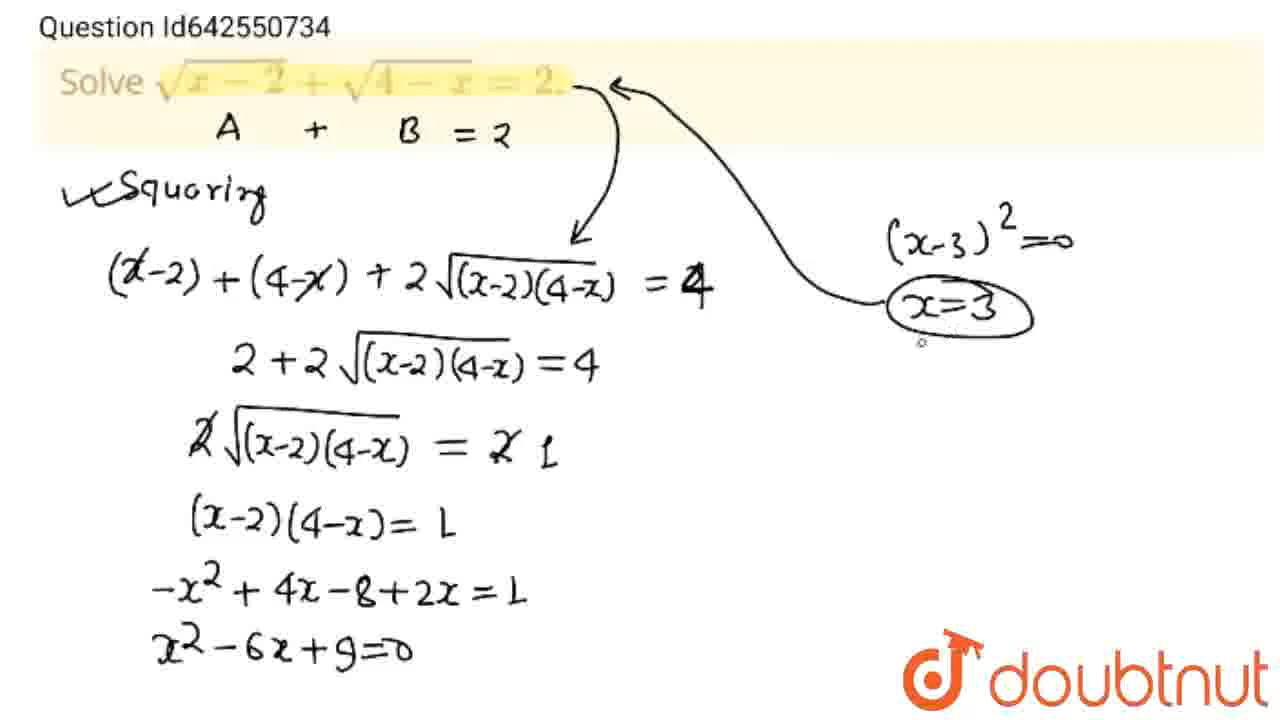 Question Id642550734
Solve √(x − 2) + √(4 − x) = 2.
A + B = 2
Squaring
(x-2) + (4-x) + 2√(x-2)(4-x) = 4
2 + 2√(x-2)(4-x) = 4
2√(x-2)(4-x) = 2 1
(x-2)(4-x) = 1
-x² + 4x - 8 + 2x = 1
x² - 6x + 9 = 0
(x-3)² = 0
x = 3
doubtnut